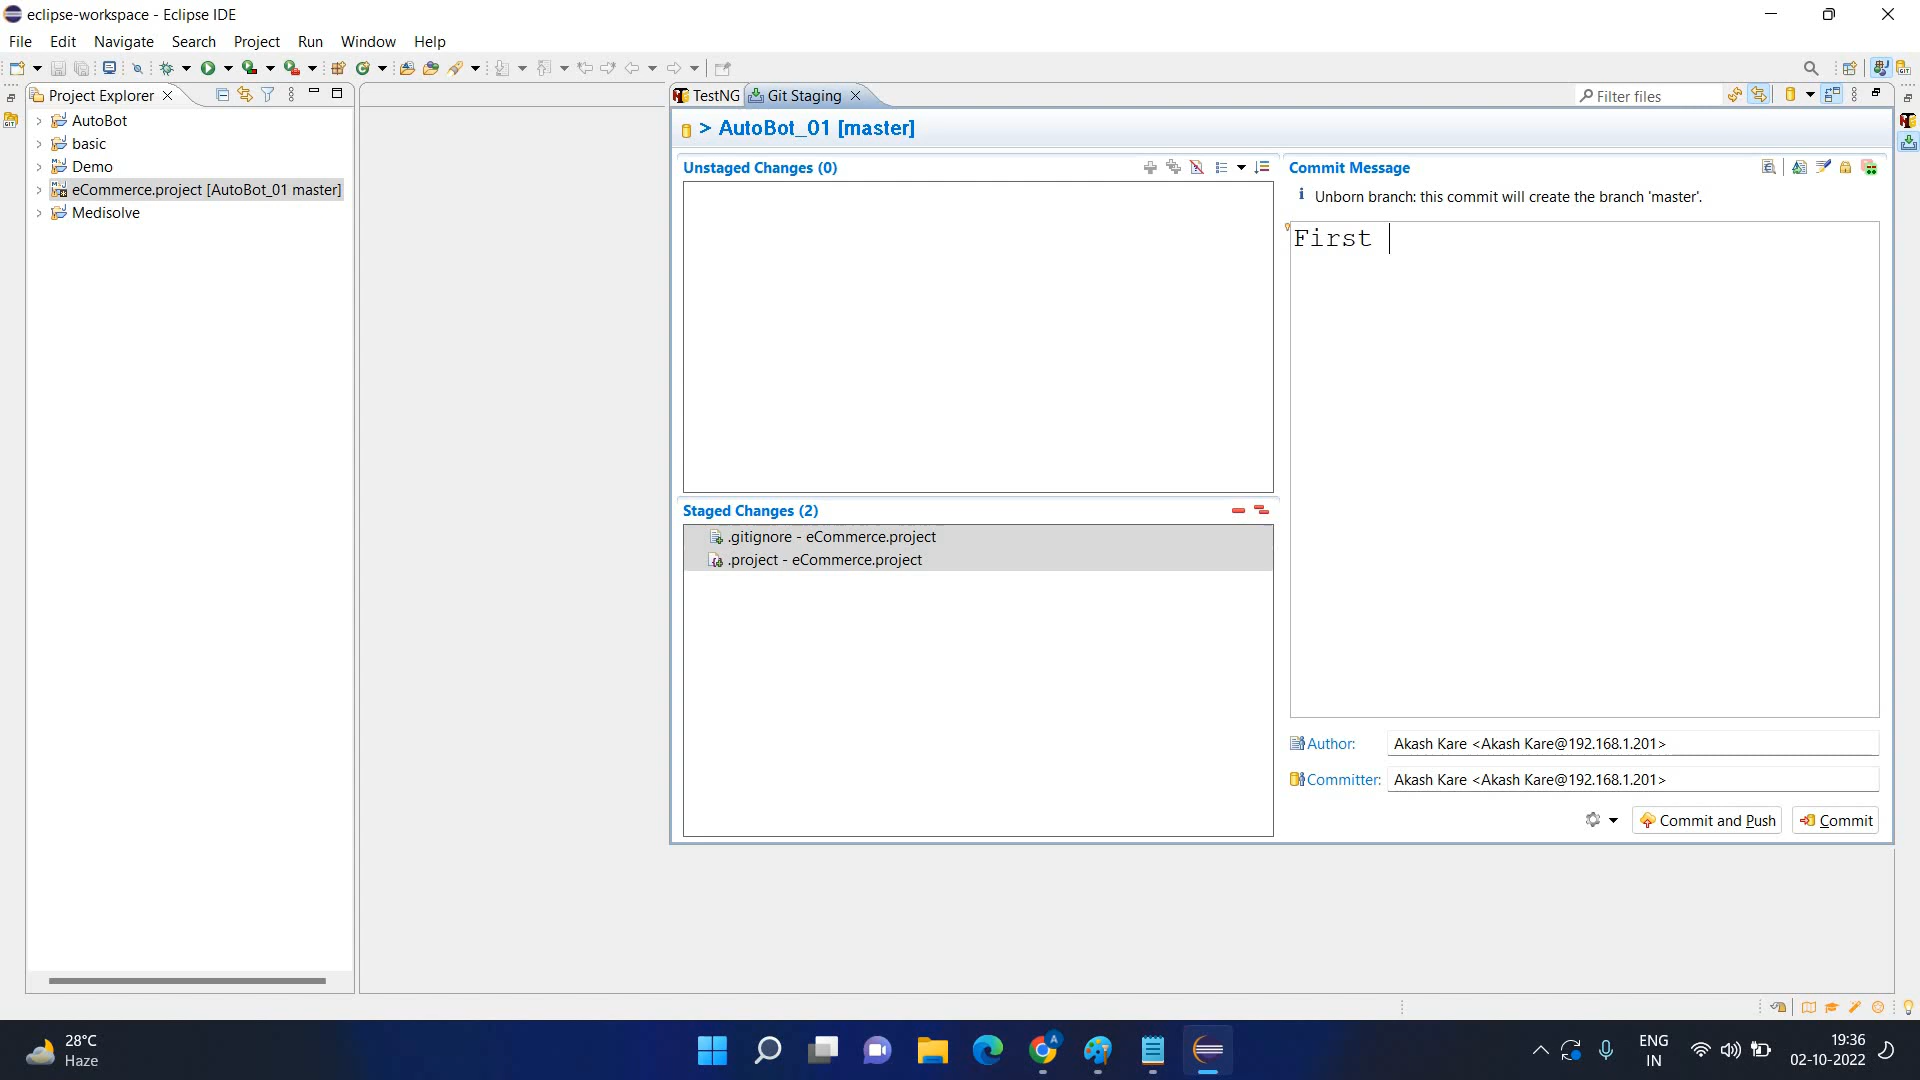 eclipse-workspace - Eclipse IDE
File Edit Navigate Search Project Run Window Help
Project Explorer
AutoBot
basic
Demo
eCommerce.project [AutoBot_01 master]
Medisolve
TestNG Git Staging
Filter files
> AutoBot_01 [master]
Unstaged Changes (0)
Staged Changes (2)
.gitignore - eCommerce.project
.project - eCommerce.project
Commit Message
Unborn branch: this commit will create the branch 'master'.
First
Author: Akash Kare <Akash Kare@192.168.1.201>
Committer: Akash Kare <Akash Kare@192.168.1.201>
Commit and Push Commit
28°C
Haze
ENG
IN
19:36
02-10-2022